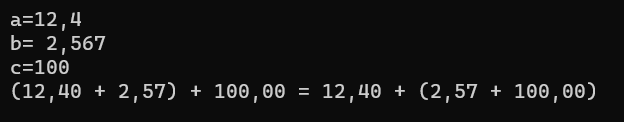 a=12,4
b= 2,567
c=100
(12,40 + 2,57) + 100,00 = 12,40 + (2,57 + 100,00)